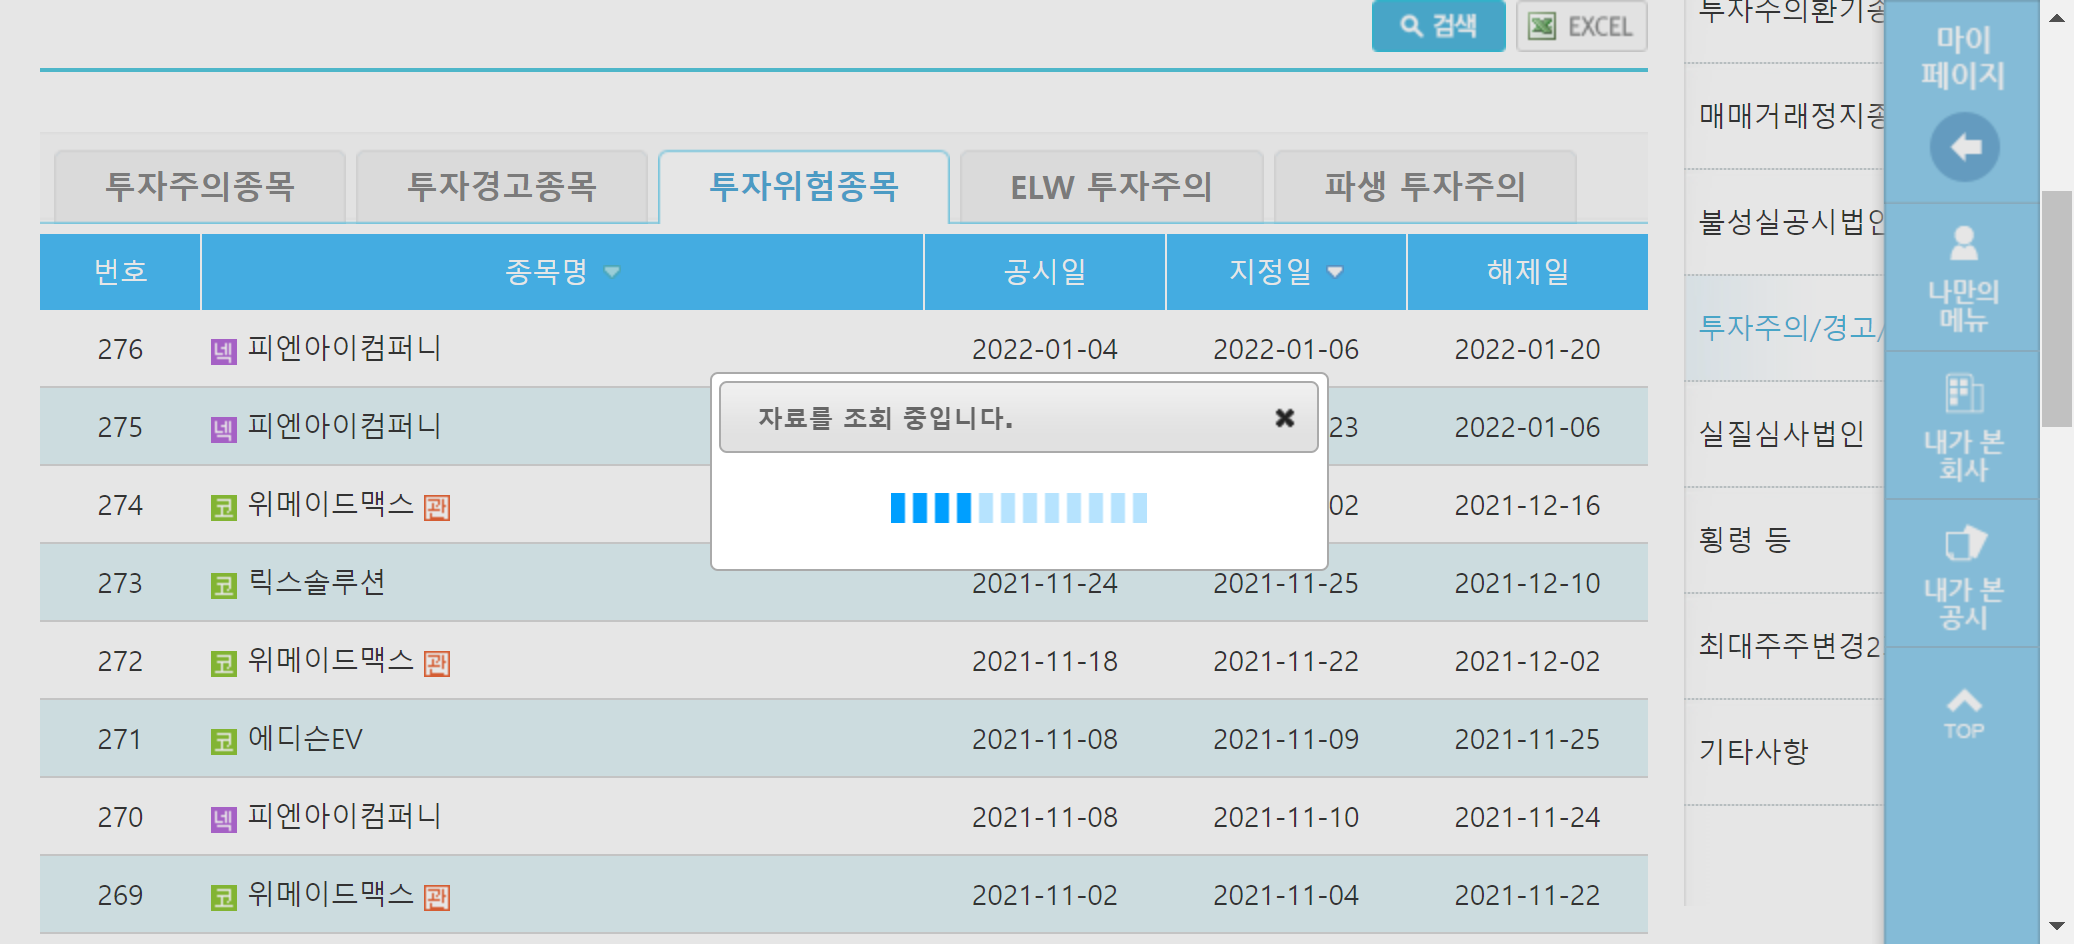 검색
EXCEL
투자주의종목
투자경고종목
투자위험종목
ELW 투자주의
파생 투자주의
번호 종목명 공시일 지정일 해제일
276 넥 피엔아이컴퍼니 2022-01-04 2022-01-06 2022-01-20
275 넥 피엔아이컴퍼니 23 2022-01-06
274 코 위메이드맥스 관 02 2021-12-16
273 코 릭스솔루션 2021-11-24 2021-11-25 2021-12-10
272 코 위메이드맥스 관 2021-11-18 2021-11-22 2021-12-02
271 코 에디슨EV 2021-11-08 2021-11-09 2021-11-25
270 넥 피엔아이컴퍼니 2021-11-08 2021-11-10 2021-11-24
269 코 위메이드맥스 관 2021-11-02 2021-11-04 2021-11-22
자료를 조회 중입니다.
투자주의환기종
매매거래정지종
불성실공시법인
투자주의/경고/
실질심사법인
횡령 등
최대주주변경2
기타사항
마이
페이지
나만의
메뉴
내가 본
회사
내가 본
공시
TOP